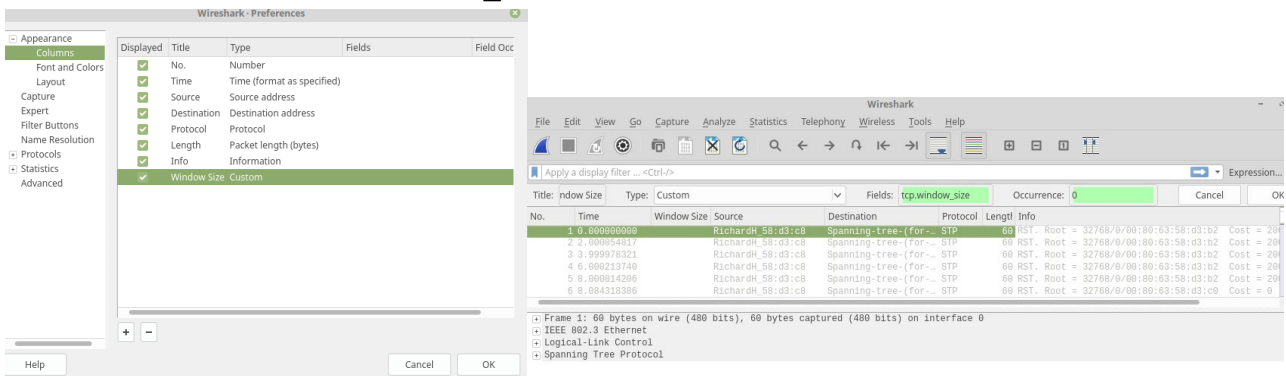 Wireshark · Preferences
Appearance
Columns
Font and Colors
Layout
Capture
Expert
Filter Buttons
Name Resolution
Protocols
Statistics
Advanced
Displayed Title Type Fields Field Occ
No. Number
Time Time (format as specified)
Source Source address
Destination Destination address
Protocol Protocol
Length Packet length (bytes)
Info Information
Window Size Custom
+ −
Help Cancel OK
Wireshark
File Edit View Go Capture Analyze Statistics Telephony Wireless Tools Help
Apply a display filter ... <Ctrl-/> Expression...
Title: ndow Size Type: Custom Fields: tcp.window_size Occurrence: 0 Cancel OK
No. Time Window Size Source Destination Protocol Lengtl Info
1 0.000000000 RichardH_58:d3:c8 Spanning-tree-(for-… STP 60 RST. Root = 32768/0/00:80:63:58:d3:b2 Cost = 200
2 2.000054817 RichardH_58:d3:c8 Spanning-tree-(for-… STP 60 RST. Root = 32768/0/00:80:63:58:d3:b2 Cost = 200
3 3.999978321 RichardH_58:d3:c8 Spanning-tree-(for-… STP 60 RST. Root = 32768/0/00:80:63:58:d3:b2 Cost = 200
4 6.000213740 RichardH_58:d3:c8 Spanning-tree-(for-… STP 60 RST. Root = 32768/0/00:80:63:58:d3:b2 Cost = 200
5 8.000014206 RichardH_58:d3:c8 Spanning-tree-(for-… STP 60 RST. Root = 32768/0/00:80:63:58:d3:b2 Cost = 200
6 8.084318386 RichardH_58:d3:c8 Spanning-tree-(for-… STP 60 RST. Root = 32768/0/00:80:63:58:d3:c0 Cost = 0
Frame 1: 60 bytes on wire (480 bits), 60 bytes captured (480 bits) on interface 0
IEEE 802.3 Ethernet
Logical-Link Control
Spanning Tree Protocol